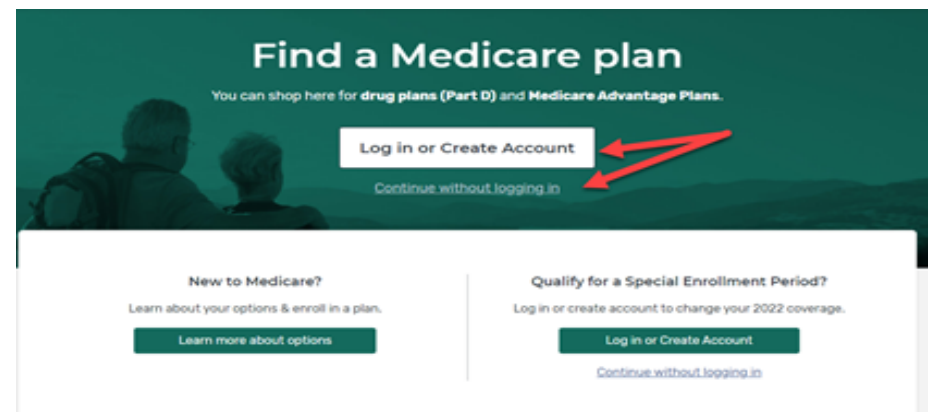 Find a Medicare plan
You can shop here for drug plans (Part D) and Medicare Advantage Plans.
Log in or Create Account
Continue without logging in
New to Medicare?
Learn about your options & enroll in a plan.
Learn more about options
Qualify for a Special Enrollment Period?
Log in or create account to change your 2022 coverage.
Log in or Create Account
Continue without logging in